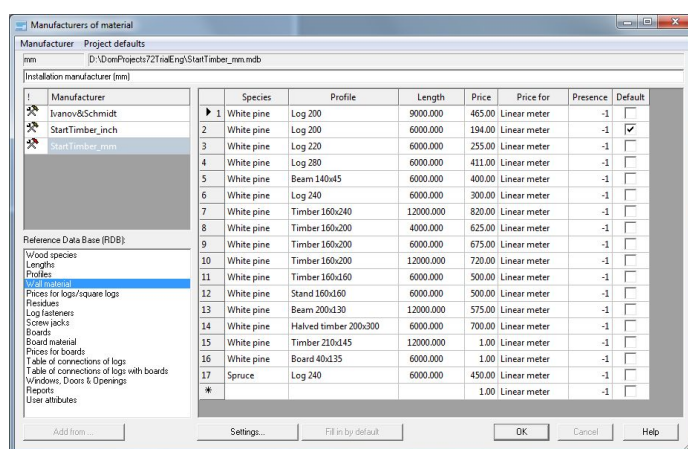 Manufacturers of material
Manufacturer Project defaults
mm D:\DomProjects72TrialEng\StartTimber_mm.mdb
Installation manufacturer (mm)
! Manufacturer
Ivanov&Schmidt
StartTimber_inch
StartTimber_mm
Reference Data Base (RDB):
Wood species
Lengths
Profiles
Wall material
Prices for logs/square logs
Residues
Log fasteners
Screw jacks
Boards
Board material
Prices for boards
Table of connections of logs
Table of connections of logs with boards
Windows, Doors & Openings
Reports
User attributes
Species Profile Length Price Price for Presence Default
1 White pine Log 200 9000.000 465.00 Linear meter -1
2 White pine Log 200 6000.000 194.00 Linear meter -1
3 White pine Log 220 6000.000 255.00 Linear meter -1
4 White pine Log 280 6000.000 411.00 Linear meter -1
5 White pine Beam 140x45 6000.000 400.00 Linear meter -1
6 White pine Log 240 6000.000 300.00 Linear meter -1
7 White pine Timber 160x240 12000.000 820.00 Linear meter -1
8 White pine Timber 160x200 4000.000 625.00 Linear meter -1
9 White pine Timber 160x200 6000.000 675.00 Linear meter -1
10 White pine Timber 160x200 12000.000 720.00 Linear meter -1
11 White pine Timber 160x160 6000.000 500.00 Linear meter -1
12 White pine Stand 160x160 6000.000 500.00 Linear meter -1
13 White pine Beam 200x130 12000.000 575.00 Linear meter -1
14 White pine Halved timber 200x300 6000.000 700.00 Linear meter -1
15 White pine Timber 210x145 12000.000 1.00 Linear meter -1
16 White pine Board 40x135 6000.000 1.00 Linear meter -1
17 Spruce Log 240 6000.000 450.00 Linear meter -1
* 1.00 Linear meter -1
Add from ... Settings... Fill in by default OK Cancel Help